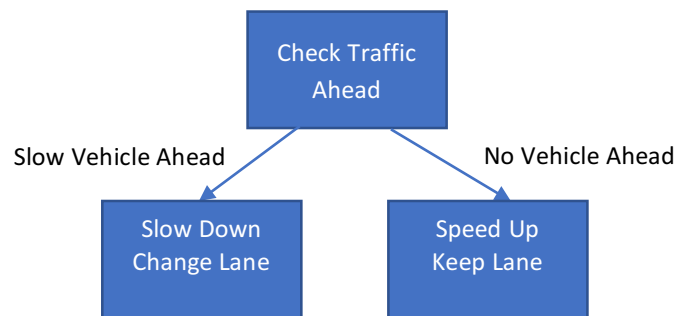 Check Traffic
Ahead
Slow Vehicle Ahead
No Vehicle Ahead
Slow Down
Change Lane
Speed Up
Keep Lane